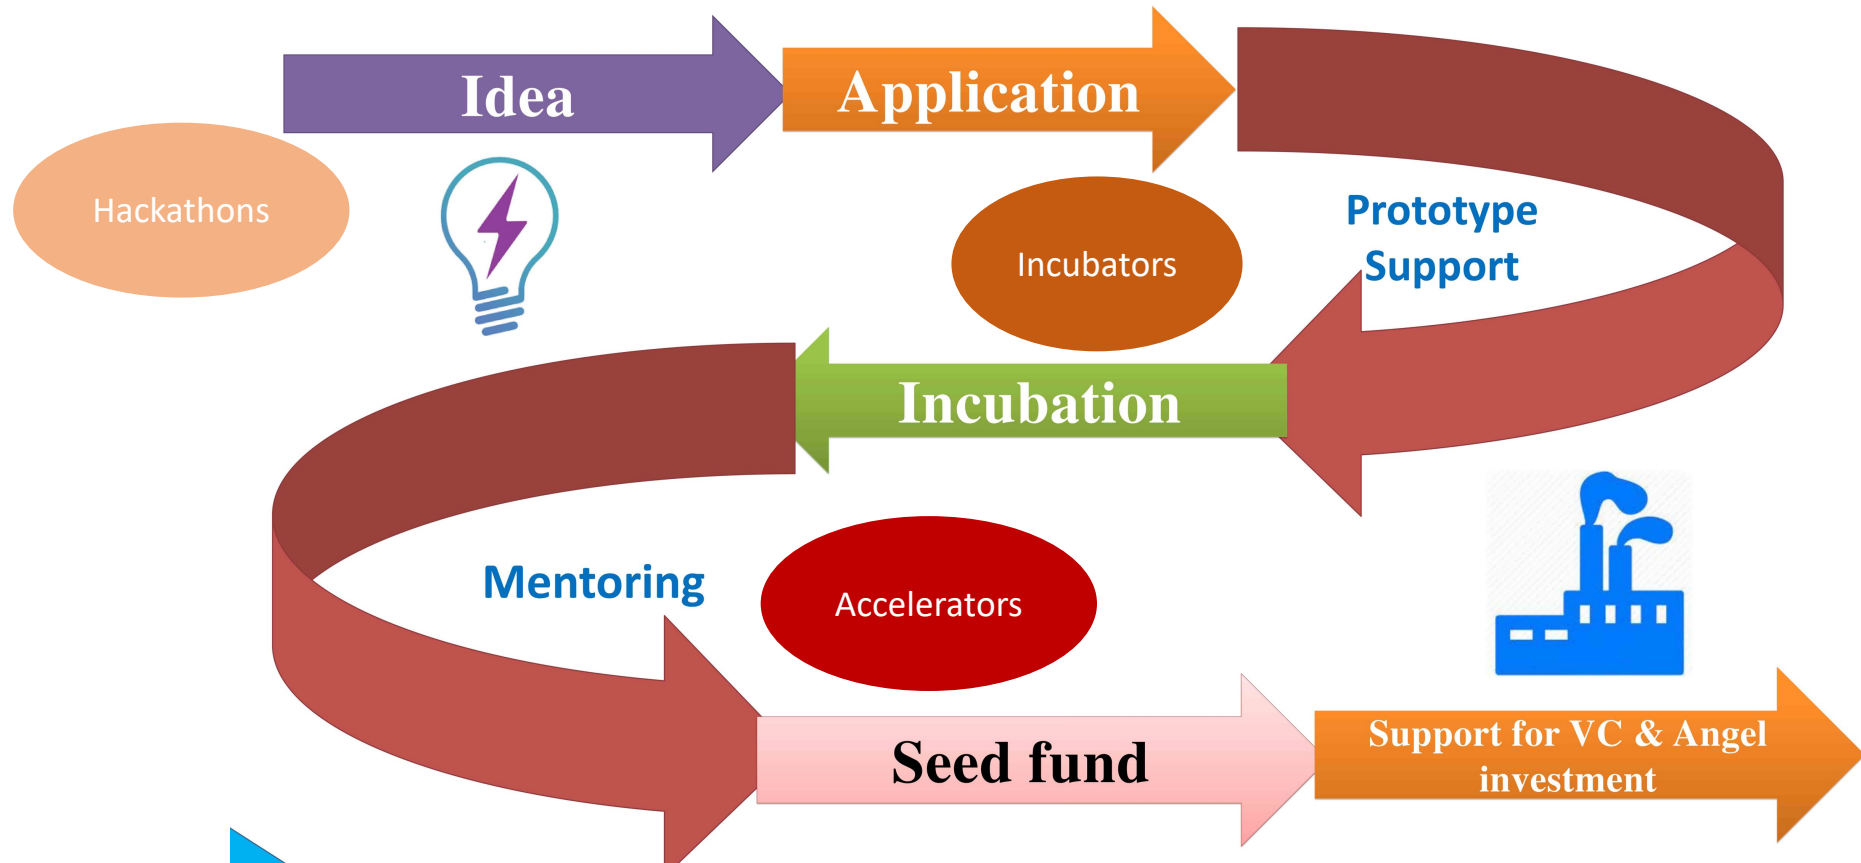 Idea
Application
Hackathons
Prototype
Support
Incubators
Incubation
Mentoring
Accelerators
Seed fund
Support for VC & Angel
investment